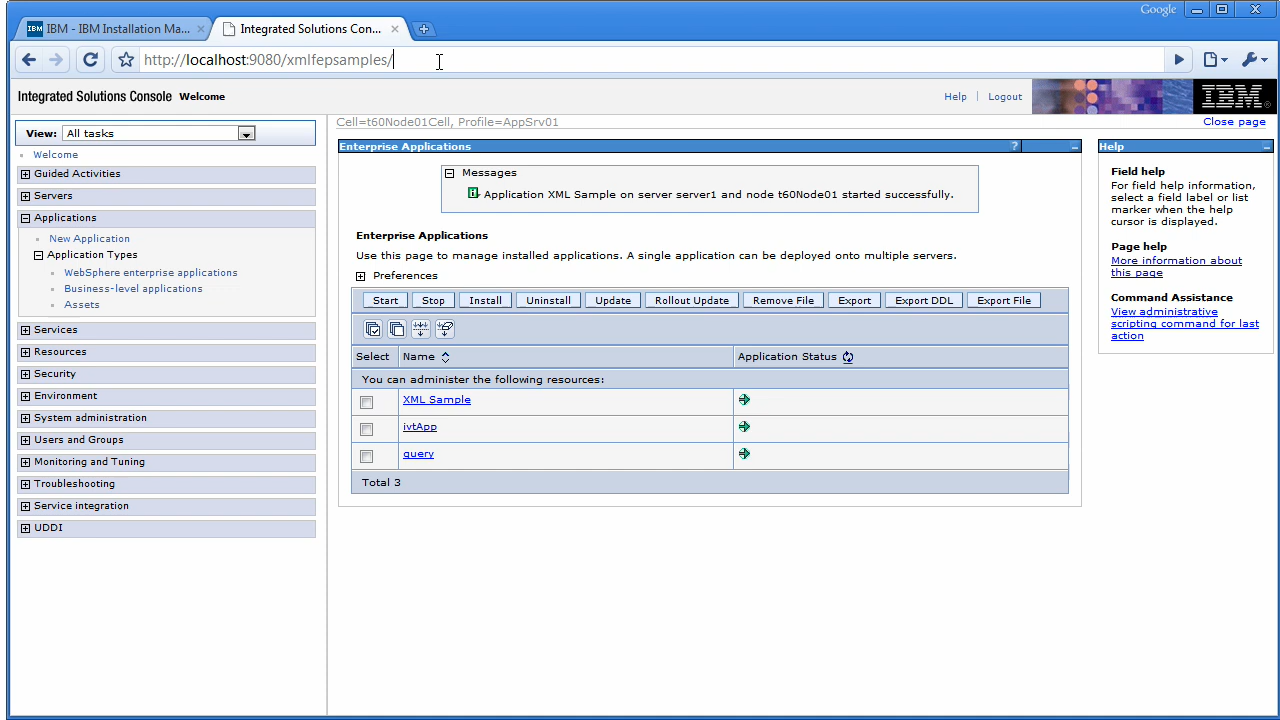 Google
IBM IBM - IBM Installation Ma...
Integrated Solutions Con...
http://localhost:9080/xmlfepsamples/
Integrated Solutions Console Welcome
Help | Logout
IBM
View: All tasks
Welcome
Guided Activities
Servers
Applications
New Application
Application Types
WebSphere enterprise applications
Business-level applications
Assets
Services
Resources
Security
Environment
System administration
Users and Groups
Monitoring and Tuning
Troubleshooting
Service integration
UDDI
Cell=t60Node01Cell, Profile=AppSrv01
Close page
Enterprise Applications
?
Messages
Application XML Sample on server server1 and node t60Node01 started successfully.
Enterprise Applications
Use this page to manage installed applications. A single application can be deployed onto multiple servers.
Preferences
Start Stop Install Uninstall Update Rollout Update Remove File Export Export DDL Export File
Select Name Application Status
You can administer the following resources:
XML Sample
ivtApp
query
Total 3
Help
Field help
For field help information,
select a field label or list
marker when the help
cursor is displayed.
Page help
More information about
this page
Command Assistance
View administrative
scripting command for last
action